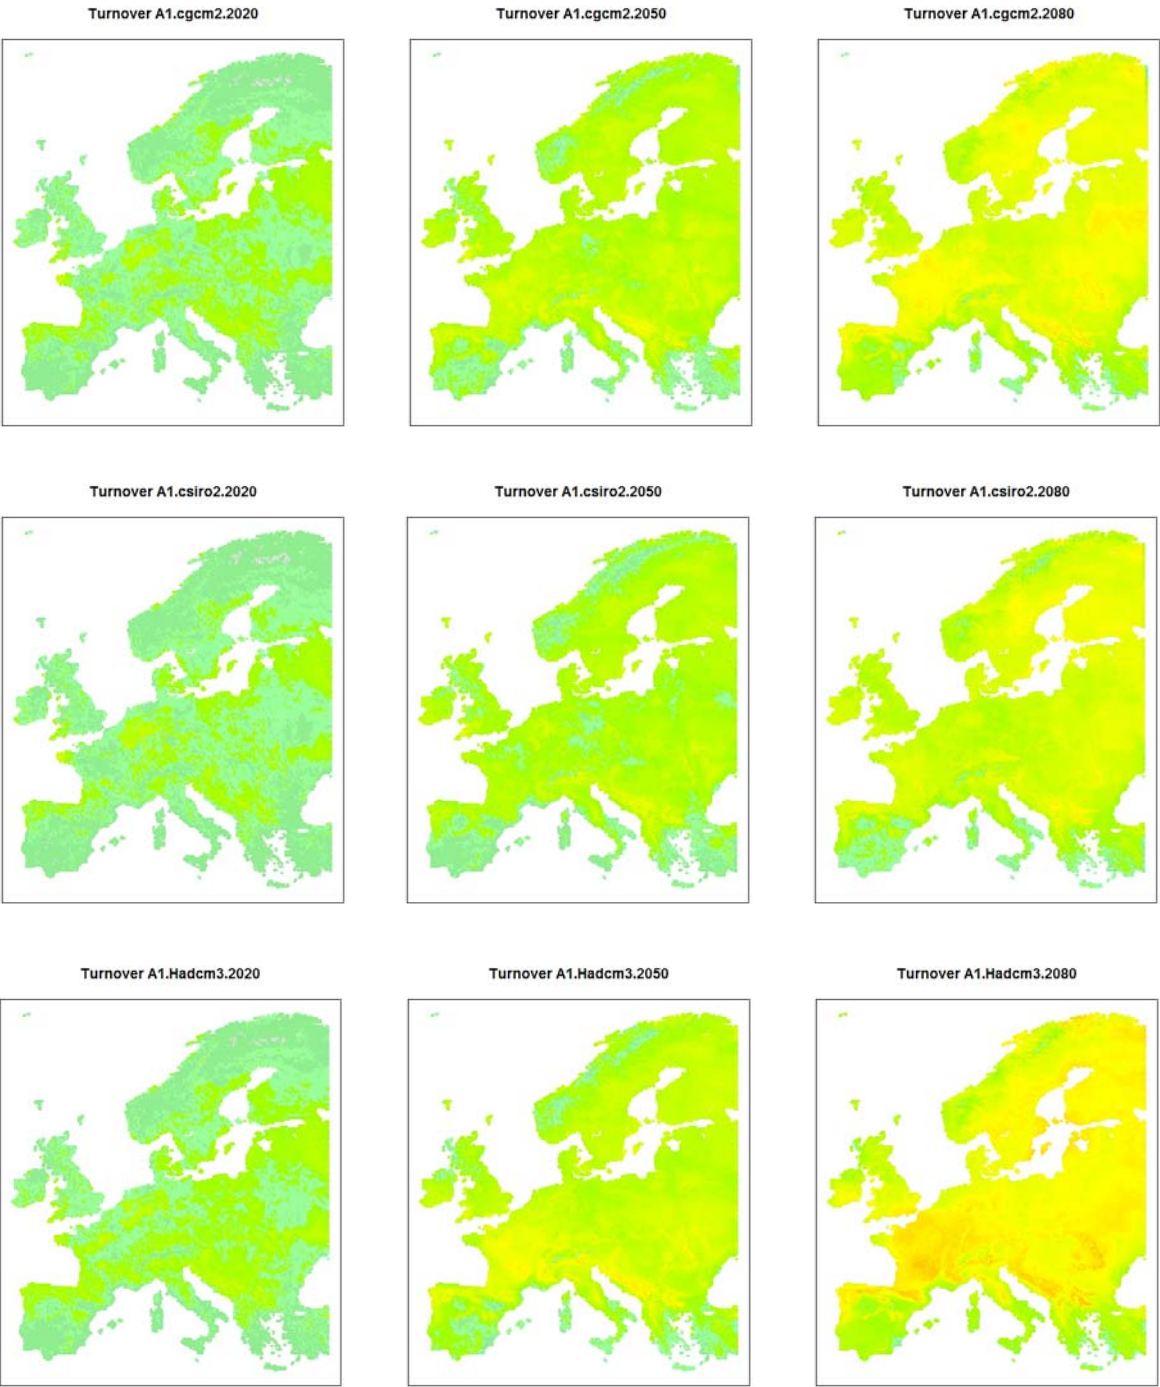 Turnover A1.cgcm2.2020
Turnover A1.cgcm2.2050
Turnover A1.cgcm2.2080
Turnover A1.csiro2.2020
Turnover A1.csiro2.2050
Turnover A1.csiro2.2080
Turnover A1.Hadcm3.2020
Turnover A1.Hadcm3.2050
Turnover A1.Hadcm3.2080